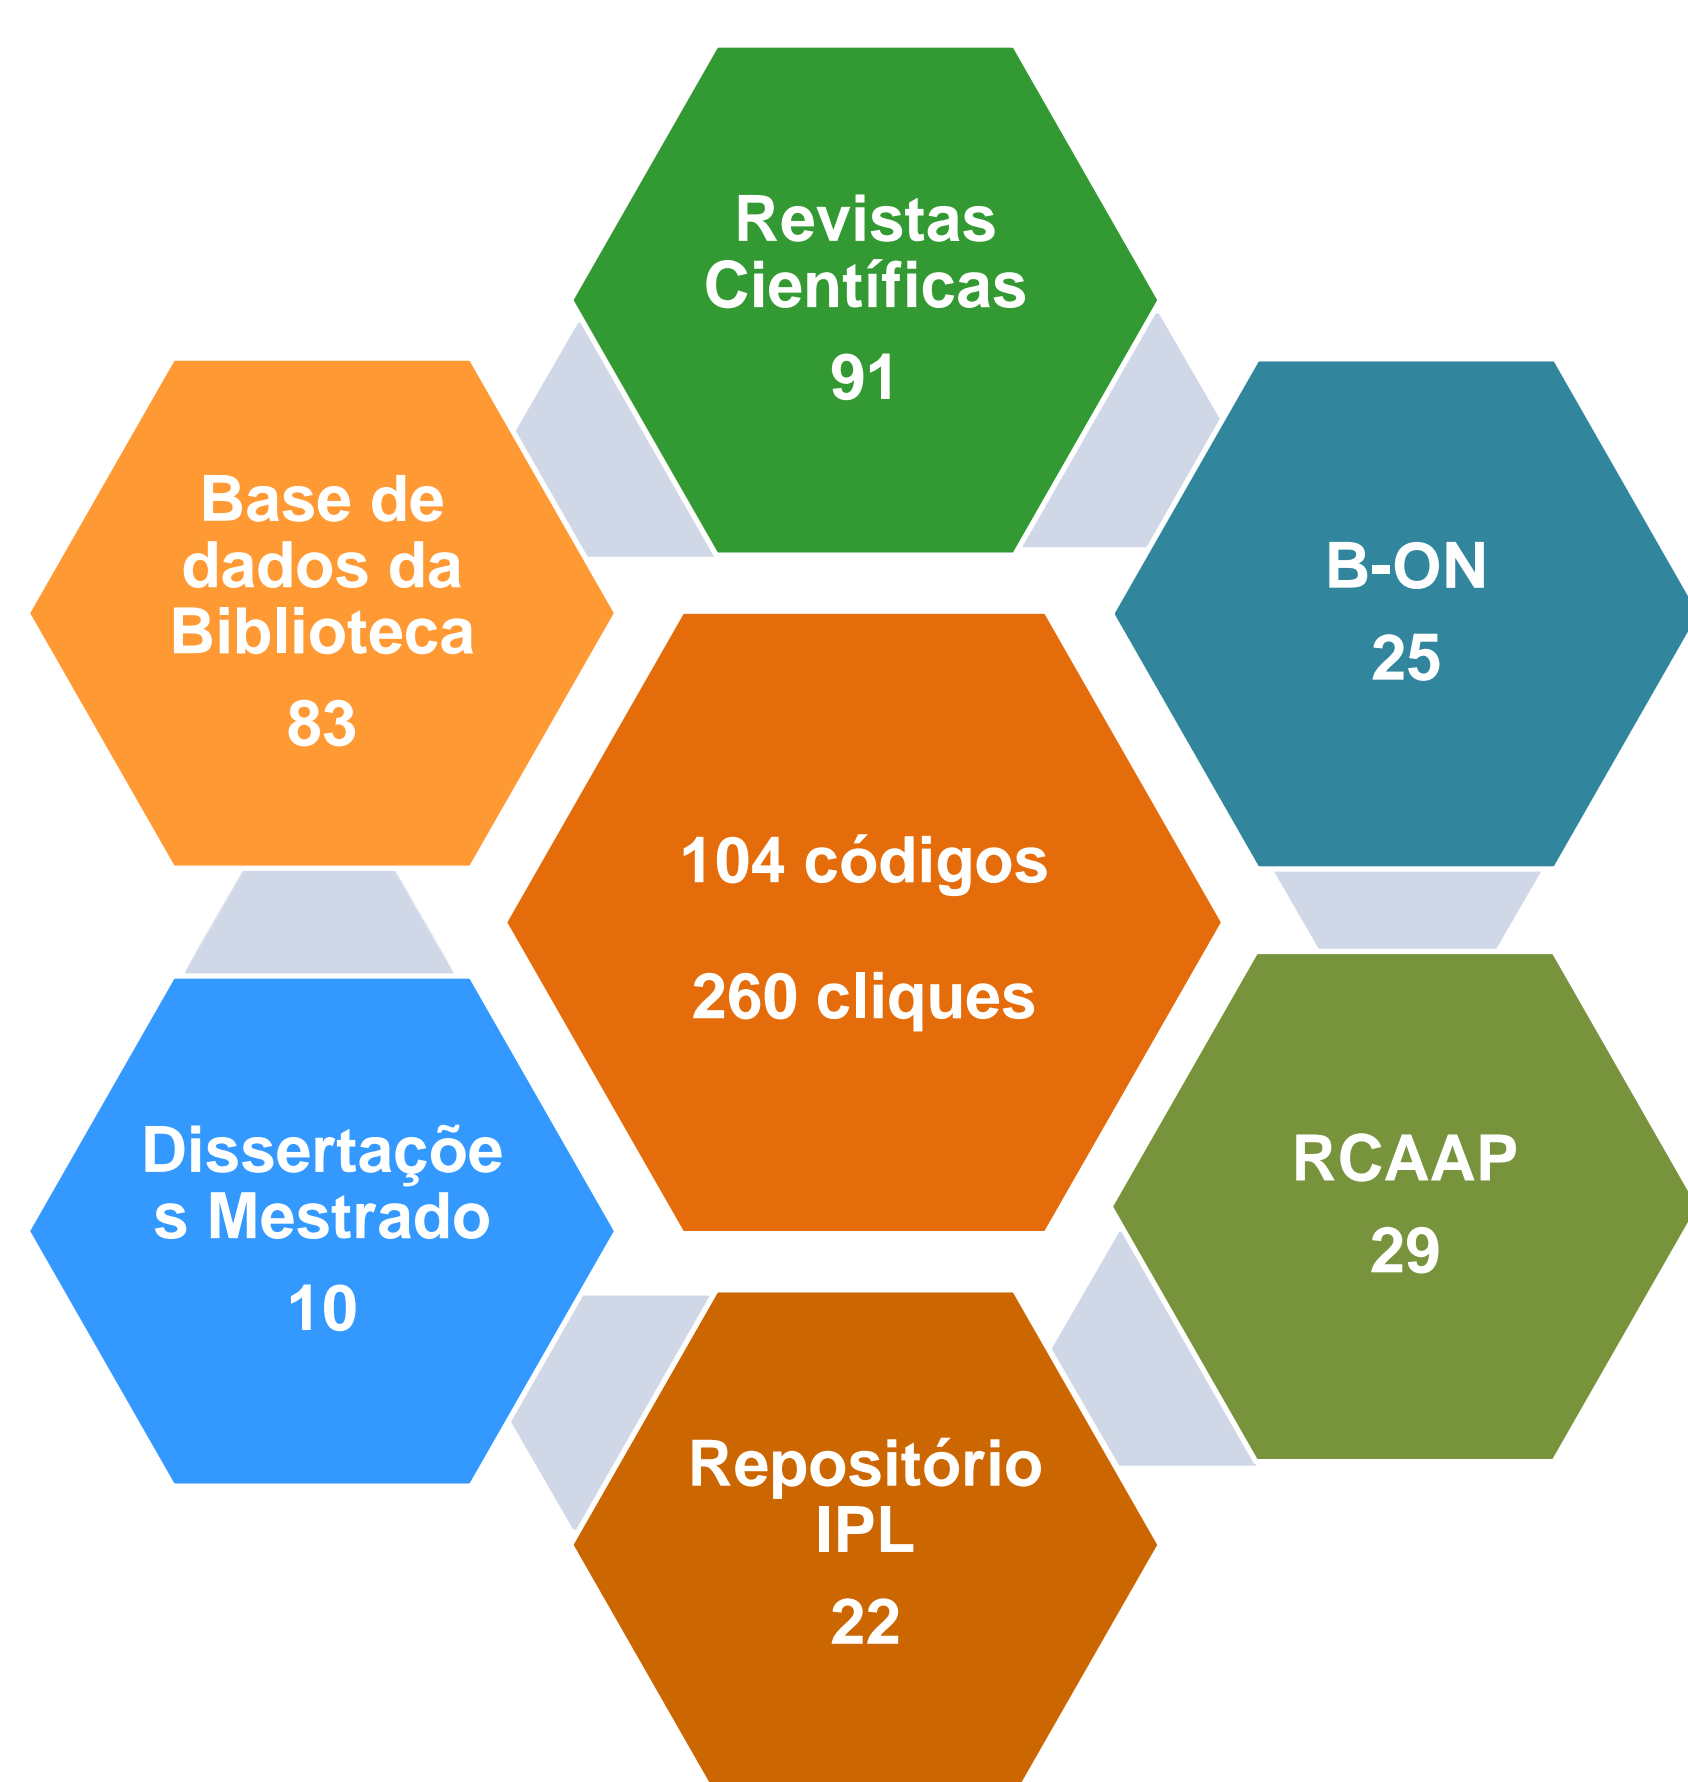 Revistas
Científicas
91
B-ON
25
RCAAP
29
Repositório
IPL
22
Dissertaçõe
s Mestrado
10
Base de
dados da
Biblioteca
83
104 códigos
260 cliques